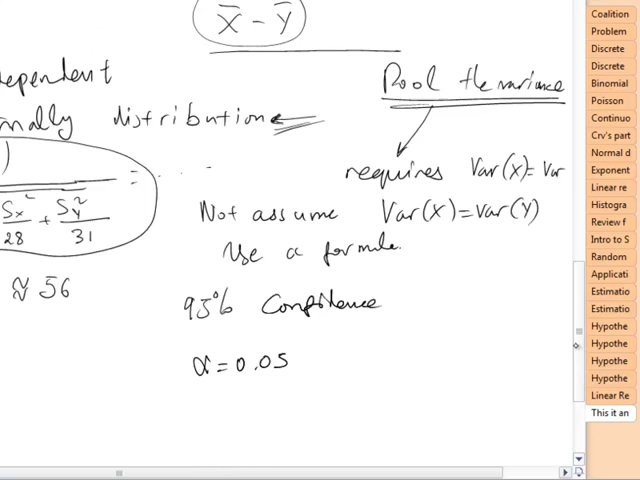 X̄ - Ȳ
dependent
Pool the variance
mally distribution
)
= . . . .
requires Var(X)=Var
Sx² + Sy²
28 31
Not assume Var(X)=Var(Y)
Use a formula.
≈ 56
95% Confidence
α = 0.05
Coalition
Problem
Discrete
Discrete
Binomial
Poisson
Continuo
Crv's part
Normal d
Exponent
Linear re
Histogra
Review f
Intro to S
Random
Applicati
Estimatio
Estimatio
Hypothe
Hypothe
Hypothe
Hypothe
Linear Re
This it an